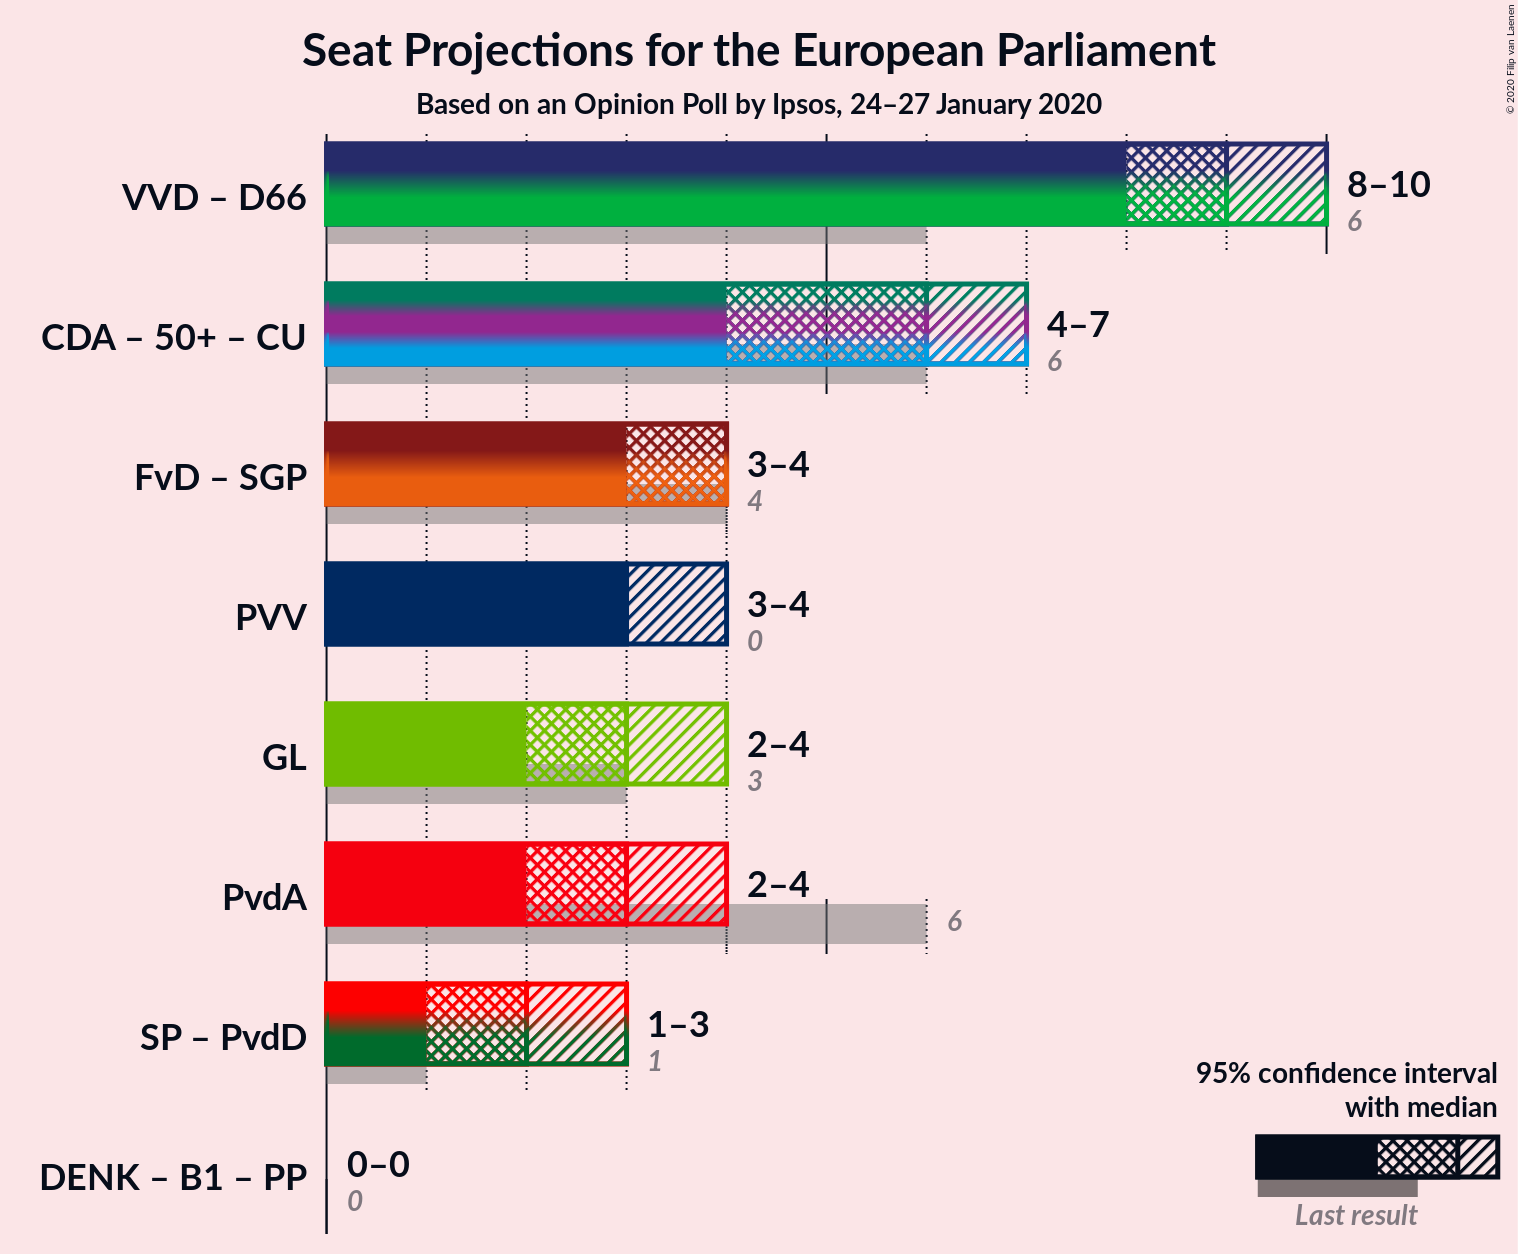 Seat Projections for the European Parliament
Based on an Opinion Poll by Ipsos, 24–27 January 2020
© 2020 Filip van Laenen
VVD – D66
8–10
6
CDA – 50+ – CU
4–7
6
FvD – SGP
3–4
4
PVV
3–4
0
GL
2–4
3
PvdA
2–4
6
SP – PvdD
1–3
1
DENK – B1 – PP
0–0
0
95% confidence interval
with median
Last result